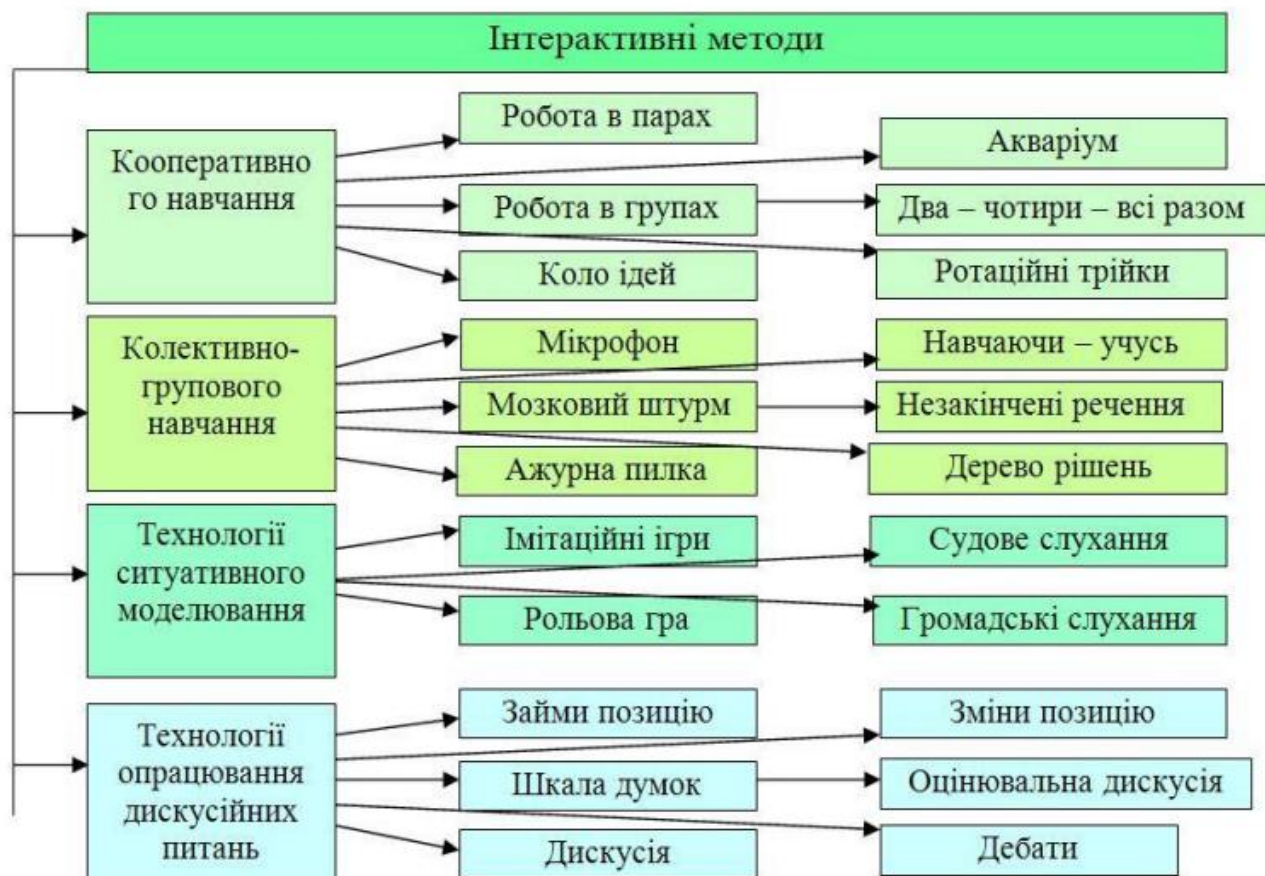 Інтерактивні методи
Кооперативно
го навчання
Робота в парах
Акваріум
Робота в групах
Два – чотири – всі разом
Коло ідей
Ротаційні трійки
Колективно-
групового
навчання
Мікрофон
Навчаючи – учусь
Мозковий штурм
Незакінчені речення
Ажурна пилка
Дерево рішень
Технології
ситуативного
моделювання
Імітаційні ігри
Судове слухання
Рольова гра
Громадські слухання
Технології
опрацювання
дискусійних
питань
Займи позицію
Зміни позицію
Шкала думок
Оцінювальна дискусія
Дискусія
Дебати